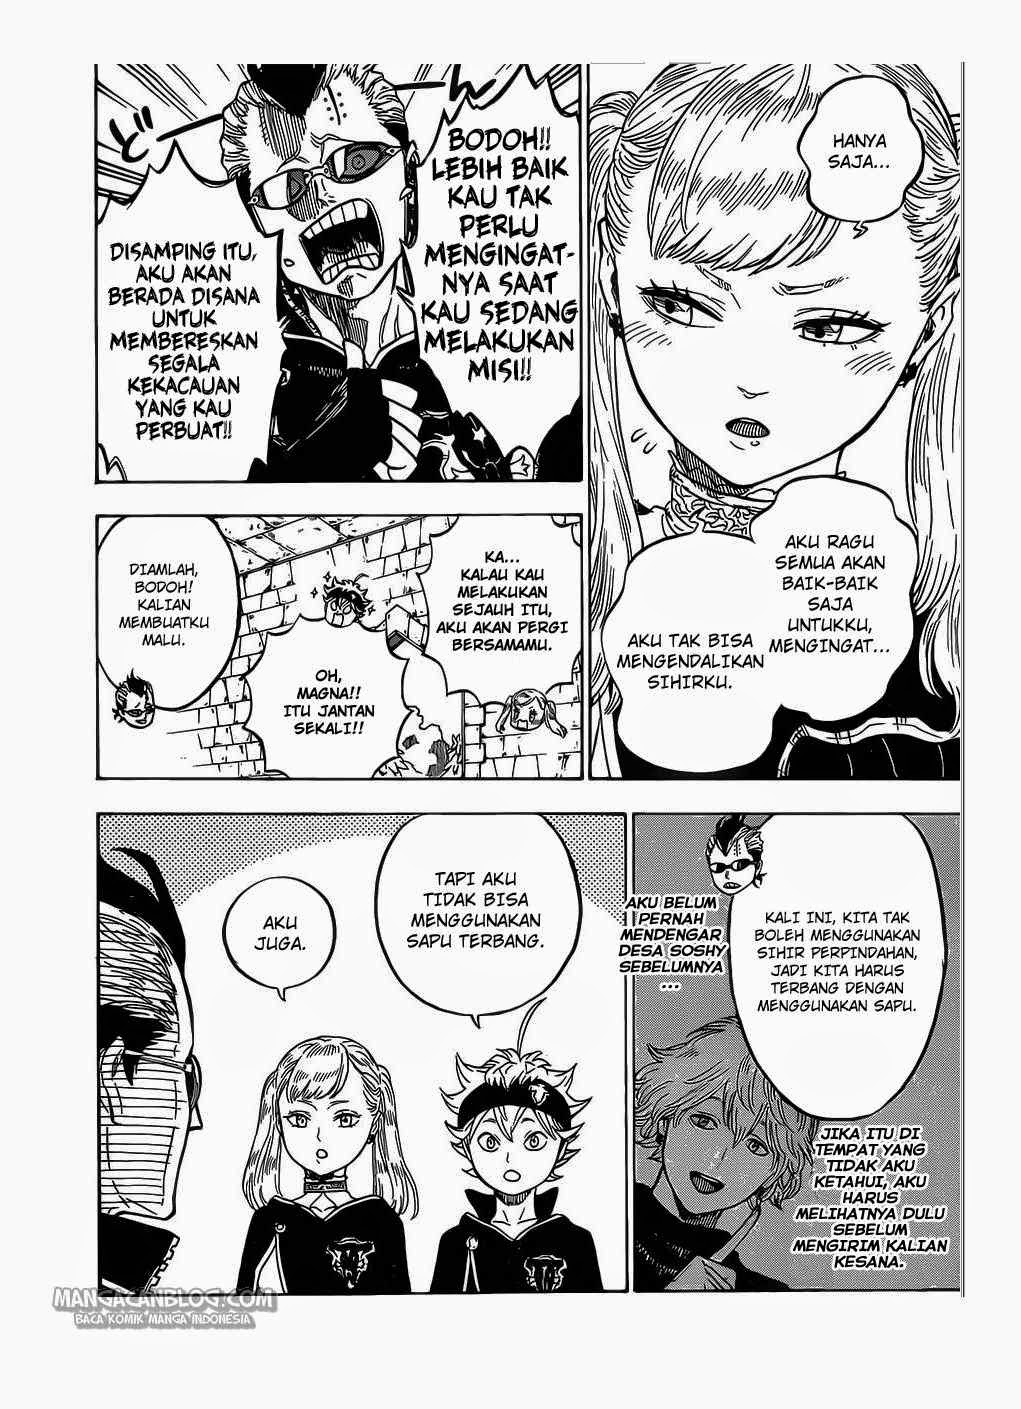 HANYA
SAJA...
AKU RAGU
SEMUA AKAN
BAIK-BAIK
SAJA
UNTUKKU,
MENGINGAT...
AKU TAK BISA
MENGENDALIKAN
SIHIRKU.
BODOH!!
LEBIH BAIK
KAU TAK
PERLU
MENGINGAT-
NYA SAAT
KAU SEDANG
MELAKUKAN
MISI!!
ど
DISAMPING ITU,
AKU AKAN
BERADA DISANA
UNTUK
MEMBERESKAN
SEGALA
KEKACAUAN
YANG KAU
PERBUAT!!
KA...
KALAU KAU
MELAKUKAN
SEJAUH ITU,
AKU AKAN PERGI
BERSAMAMU.
OH,
MAGNA!!
ITU JANTAN
SEKALI!!
DIAMLAH,
BODOH!
KALIAN
MEMBUATKU
MALU.
KALI INI, KITA TAK
BOLEH MENGGUNAKAN
SIHIR PERPINDAHAN,
JADI KITA HARUS
TERBANG DENGAN
MENGGUNAKAN SAPU.
AKU BELUM
PERNAH
MENDENGAR
DESA SOSHY
SEBELUMNYA
...
JIKA ITU DI
TEMPAT YANG
TIDAK AKU
KETAHUI, AKU
HARUS
MELIHATNYA DULU
SEBELUM
MENGIRIM KALIAN
KESANA.
TAPI AKU
TIDAK BISA
MENGGUNAKAN
SAPU TERBANG.
AKU
JUGA.
MANGACANBLOG.COM
BACA KOMIK MANGA INDONESIA